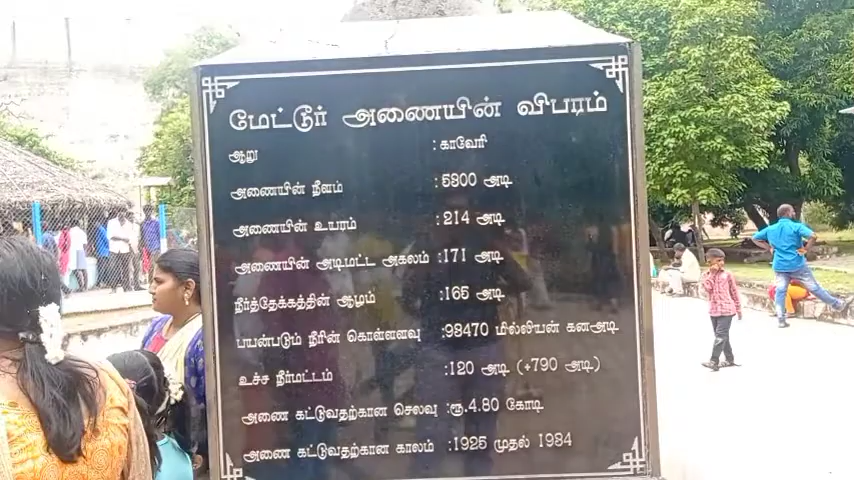 மேட்டூர் அணையின் விபரம்
ஆறு :காவேரி
அணையின் நீளம் :5800 அடி
அணையின் உயரம் :214 அடி
அணையின் அடிமட்ட அகலம் :171 அடி
நீர்த்தேக்கத்தின் ஆழம் :165 அடி
பயன்படும் நீரின் கொள்ளளவு :98470 மில்லியன் கனஅடி
உச்ச நீர்மட்டம் :120 அடி (+790 அடி)
அணை கட்டுவதற்கான செலவு :ரூ.4.80 கோடி
அணை கட்டுவதற்கான காலம் :1925 முதல் 1984